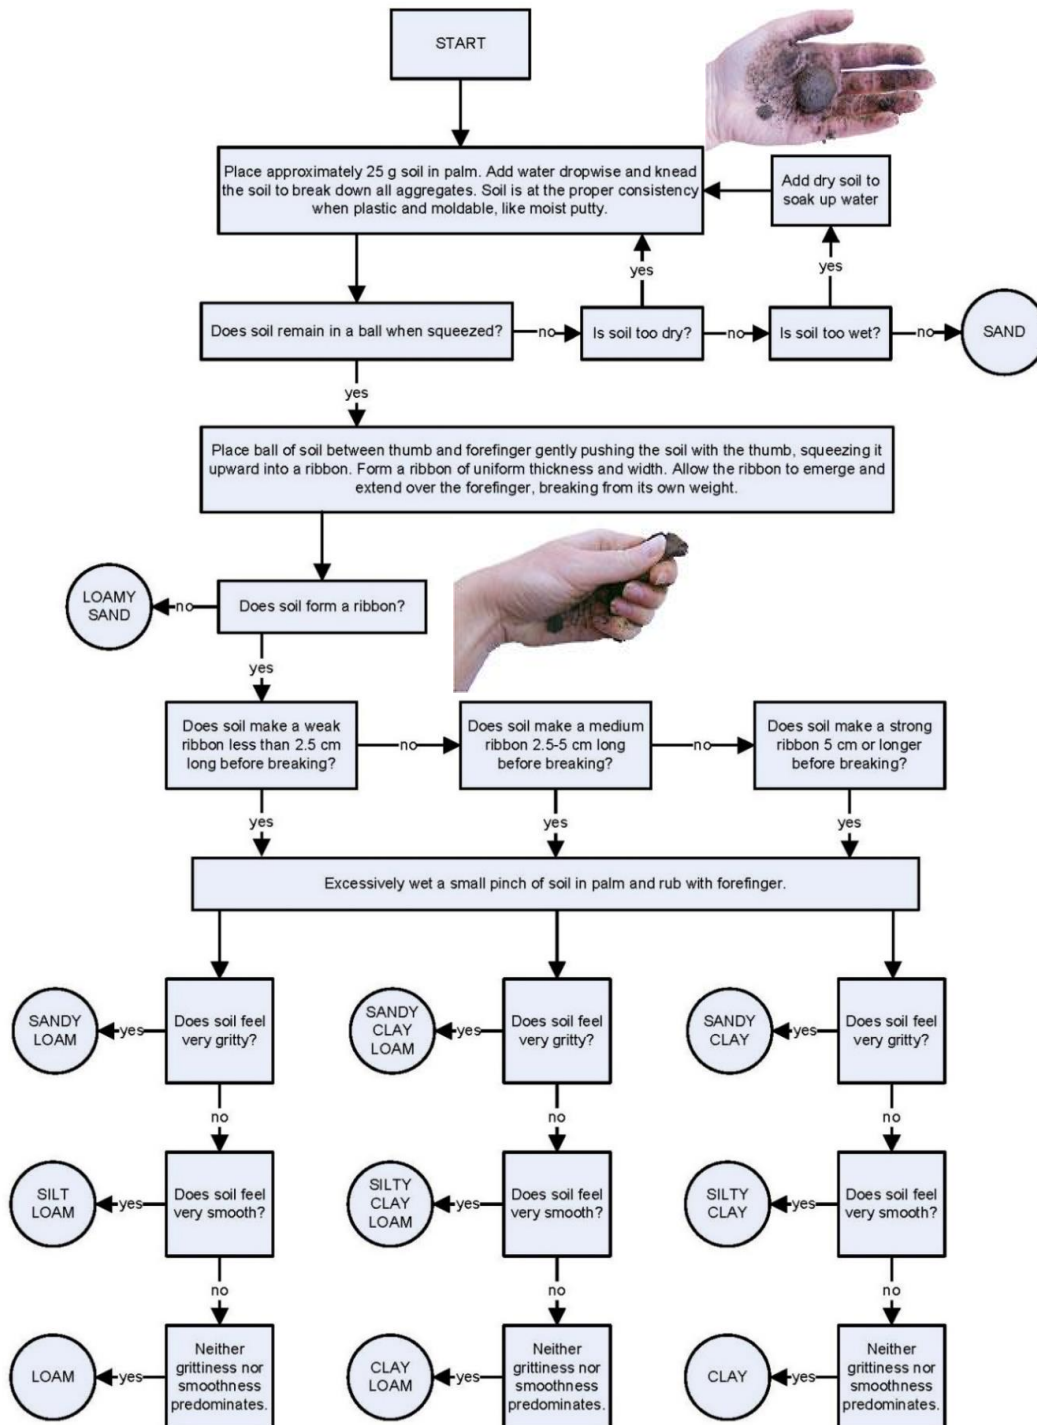 START
Place approximately 25 g soil in palm. Add water dropwise and knead
the soil to break down all aggregates. Soil is at the proper consistency
when plastic and moldable, like moist putty.
Add dry soil to
soak up water
yes
yes
Does soil remain in a ball when squeezed?
no
Is soil too dry?
no
Is soil too wet?
no
SAND
yes
Place ball of soil between thumb and forefinger gently pushing the soil with the thumb, squeezing it
upward into a ribbon. Form a ribbon of uniform thickness and width. Allow the ribbon to emerge and
extend over the forefinger, breaking from its own weight.
LOAMY
SAND
no
Does soil form a ribbon?
yes
Does soil make a weak
ribbon less than 2.5 cm
long before breaking?
no
Does soil make a medium
ribbon 2.5-5 cm long
before breaking?
no
Does soil make a strong
ribbon 5 cm or longer
before breaking?
yes
yes
yes
Excessively wet a small pinch of soil in palm and rub with forefinger.
SANDY
LOAM
yes
Does soil feel
very gritty?
SANDY
CLAY
LOAM
yes
Does soil feel
very gritty?
SANDY
CLAY
yes
Does soil feel
very gritty?
no
no
no
SILT
LOAM
yes
Does soil feel
very smooth?
SILTY
CLAY
LOAM
yes
Does soil feel
very smooth?
SILTY
CLAY
yes
Does soil feel
very smooth?
no
no
no
LOAM
yes
Neither
grittiness nor
smoothness
predominates.
CLAY
LOAM
yes
Neither
grittiness nor
smoothness
predominates.
CLAY
yes
Neither
grittiness nor
smoothness
predominates.